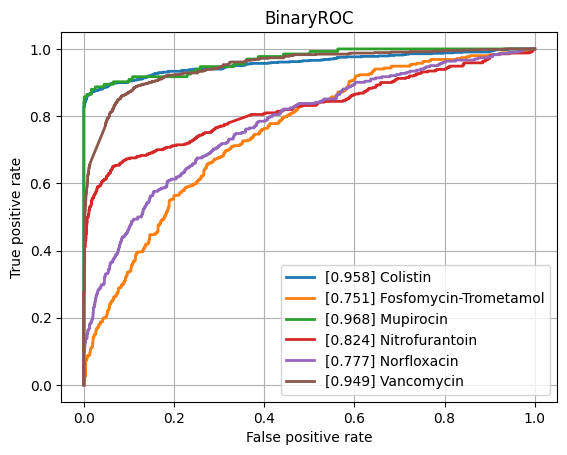 BinaryROC
True positive rate
1.0
0.8
0.6
0.4
0.2
0.0
[0.958] Colistin
[0.751] Fosfomycin-Trometamol
[0.968] Mupirocin
[0.824] Nitrofurantoin
[0.777] Norfloxacin
[0.949] Vancomycin
0.0 0.2 0.4 0.6 0.8 1.0
False positive rate